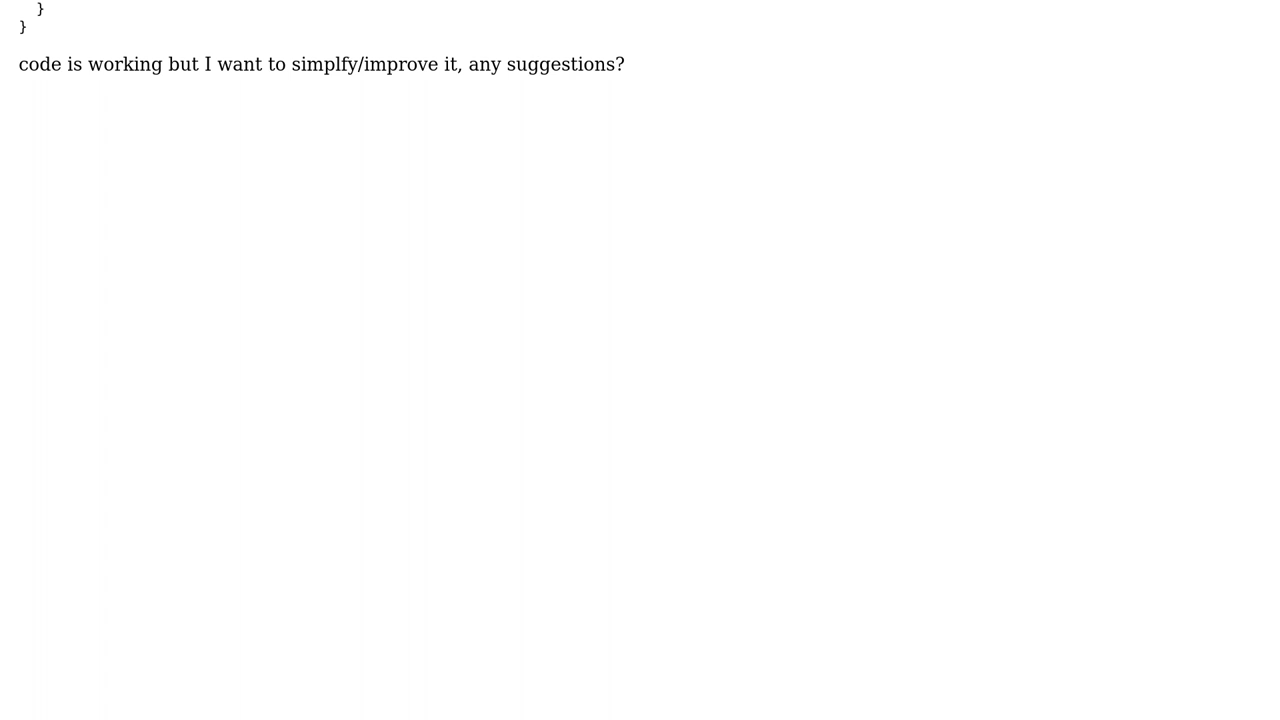 }
}
code is working but I want to simplfy/improve it, any suggestions?